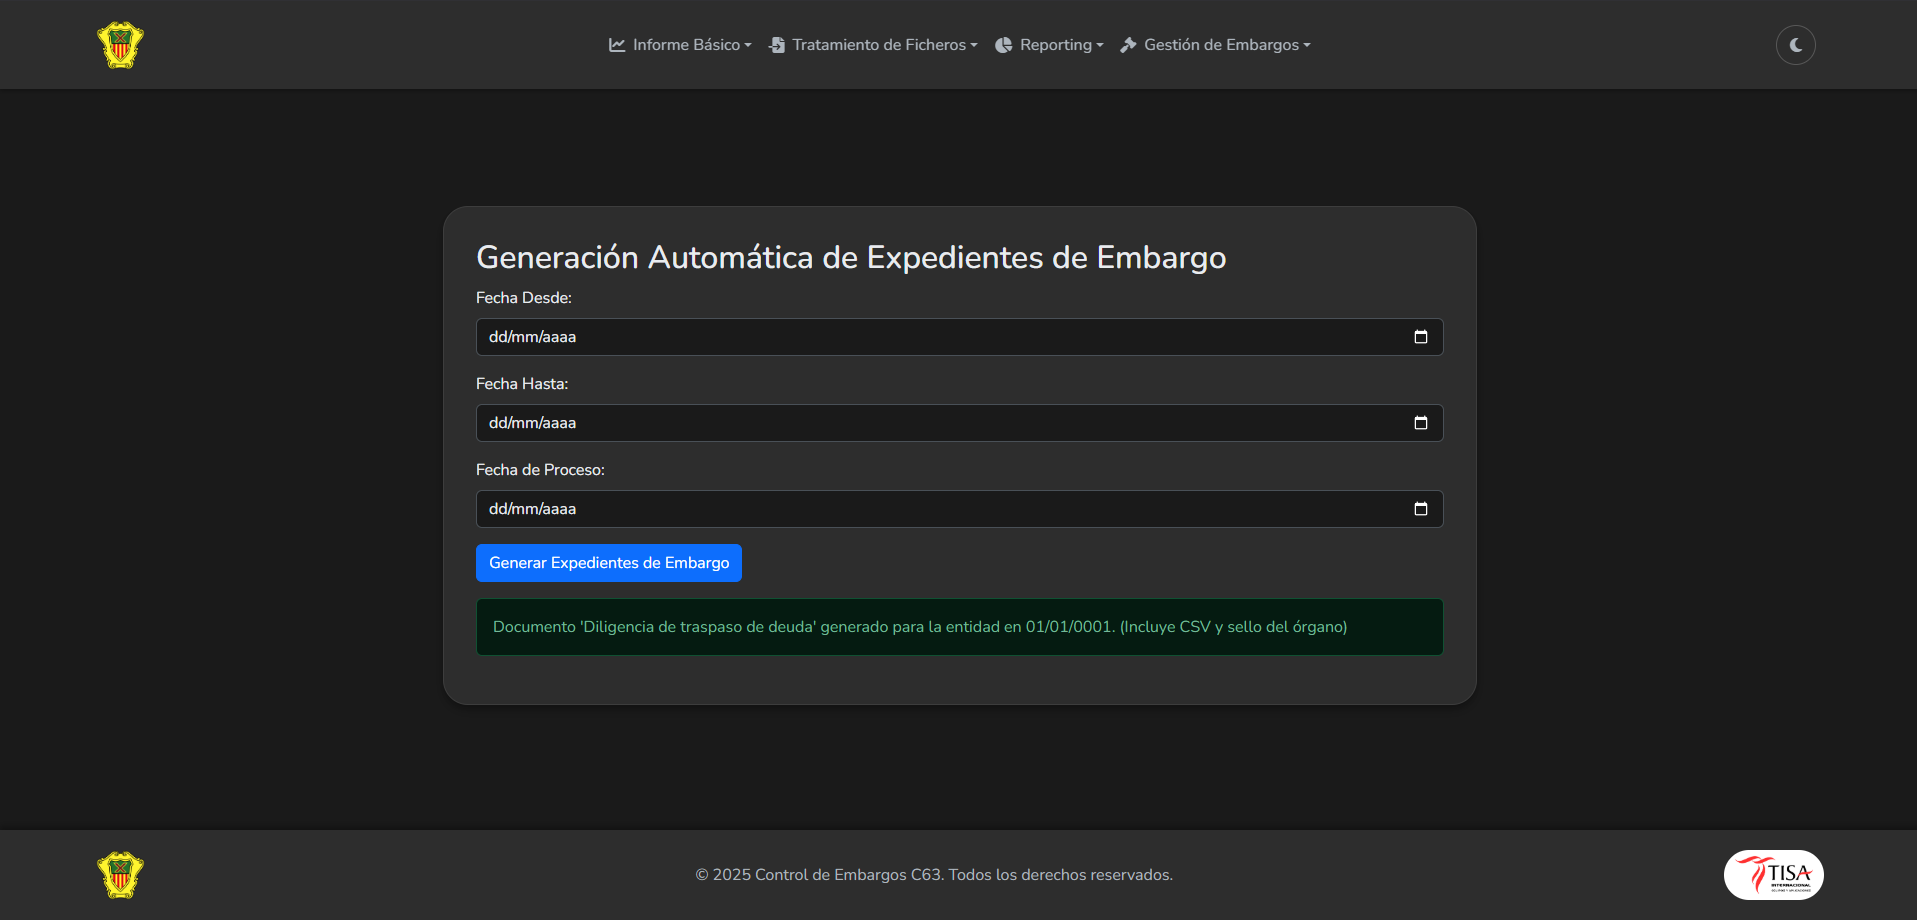 Informe Básico
Tratamiento de Ficheros
Reporting
Gestión de Embargos
Generación Automática de Expedientes de Embargo
Fecha Desde:
dd/mm/aaaa
Fecha Hasta:
dd/mm/aaaa
Fecha de Proceso:
dd/mm/aaaa
Generar Expedientes de Embargo
Documento 'Diligencia de traspaso de deuda' generado para la entidad en 01/01/0001. (Incluye CSV y sello del órgano)
© 2025 Control de Embargos C63. Todos los derechos reservados.
TISA
INTERNACIONAL